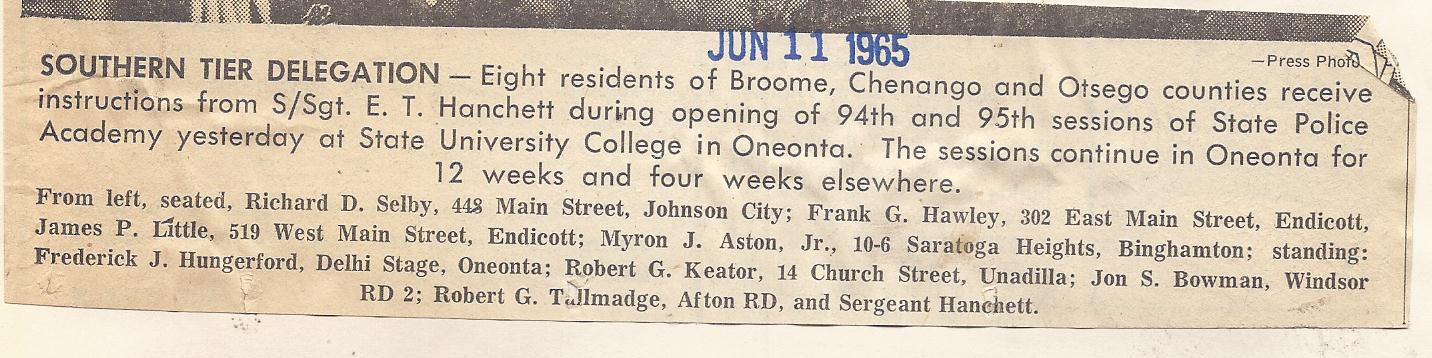 JUN 11 1965
—Press Photo
SOUTHERN TIER DELEGATION — Eight residents of Broome, Chenango and Otsego counties receive
instructions from S/Sgt. E. T. Hanchett during opening of 94th and 95th sessions of State Police
Academy yesterday at State University College in Oneonta. The sessions continue in Oneonta for
12 weeks and four weeks elsewhere.
From left, seated, Richard D. Selby, 448 Main Street, Johnson City; Frank G. Hawley, 302 East Main Street, Endicott,
James P. Little, 519 West Main Street, Endicott; Myron J. Aston, Jr., 10-6 Saratoga Heights, Binghamton; standing:
Frederick J. Hungerford, Delhi Stage, Oneonta; Robert G. Keator, 14 Church Street, Unadilla; Jon S. Bowman, Windsor
RD 2; Robert G. Tallmadge, Afton RD, and Sergeant Hanchett.